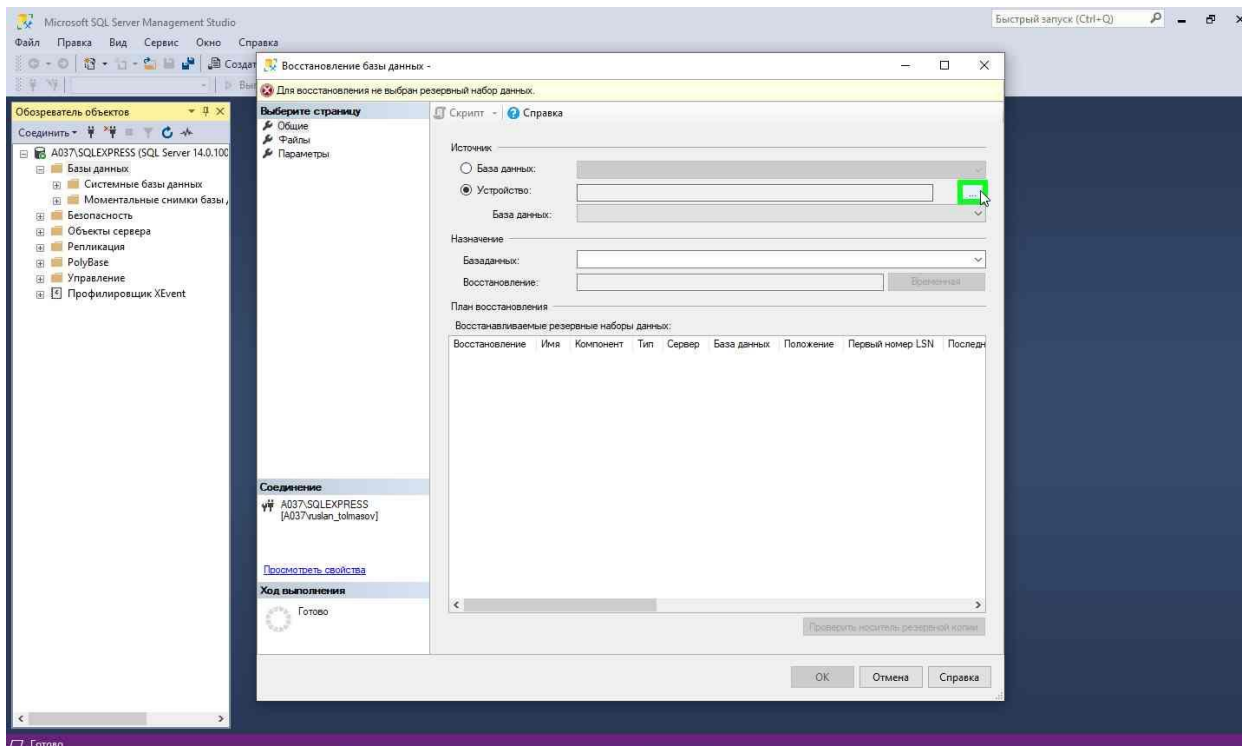 Microsoft SQL Server Management Studio
Быстрый запуск (Ctrl+Q)
Файл Правка Вид Сервис Окно Справка
Восстановление базы данных -
Для восстановления не выбран резервный набор данных.
Обозреватель объектов
Соединить
A037\SQLEXPRESS (SQL Server 14.0.100
Базы данных
Системные базы данных
Моментальные снимки базы
Безопасность
Объекты сервера
Репликация
PolyBase
Управление
Профилировщик XEvent
Выберите страницу
Общие
Файлы
Параметры
Соединение
A037\SQLEXPRESS
[A037\ruslan_tolmasov]
Просмотреть свойства
Ход выполнения
Готово
Скрипт Справка
Источник
База данных:
Устройство:
...
База данных:
Назначение
Базаданных:
Восстановление:
Временная
План восстановления
Восстанавливаемые резервные наборы данных:
Восстановление Имя Компонент Тип Сервер База данных Положение Первый номер LSN Последн
Проверить носитель резервной копии
OK Отмена Справка
Готово